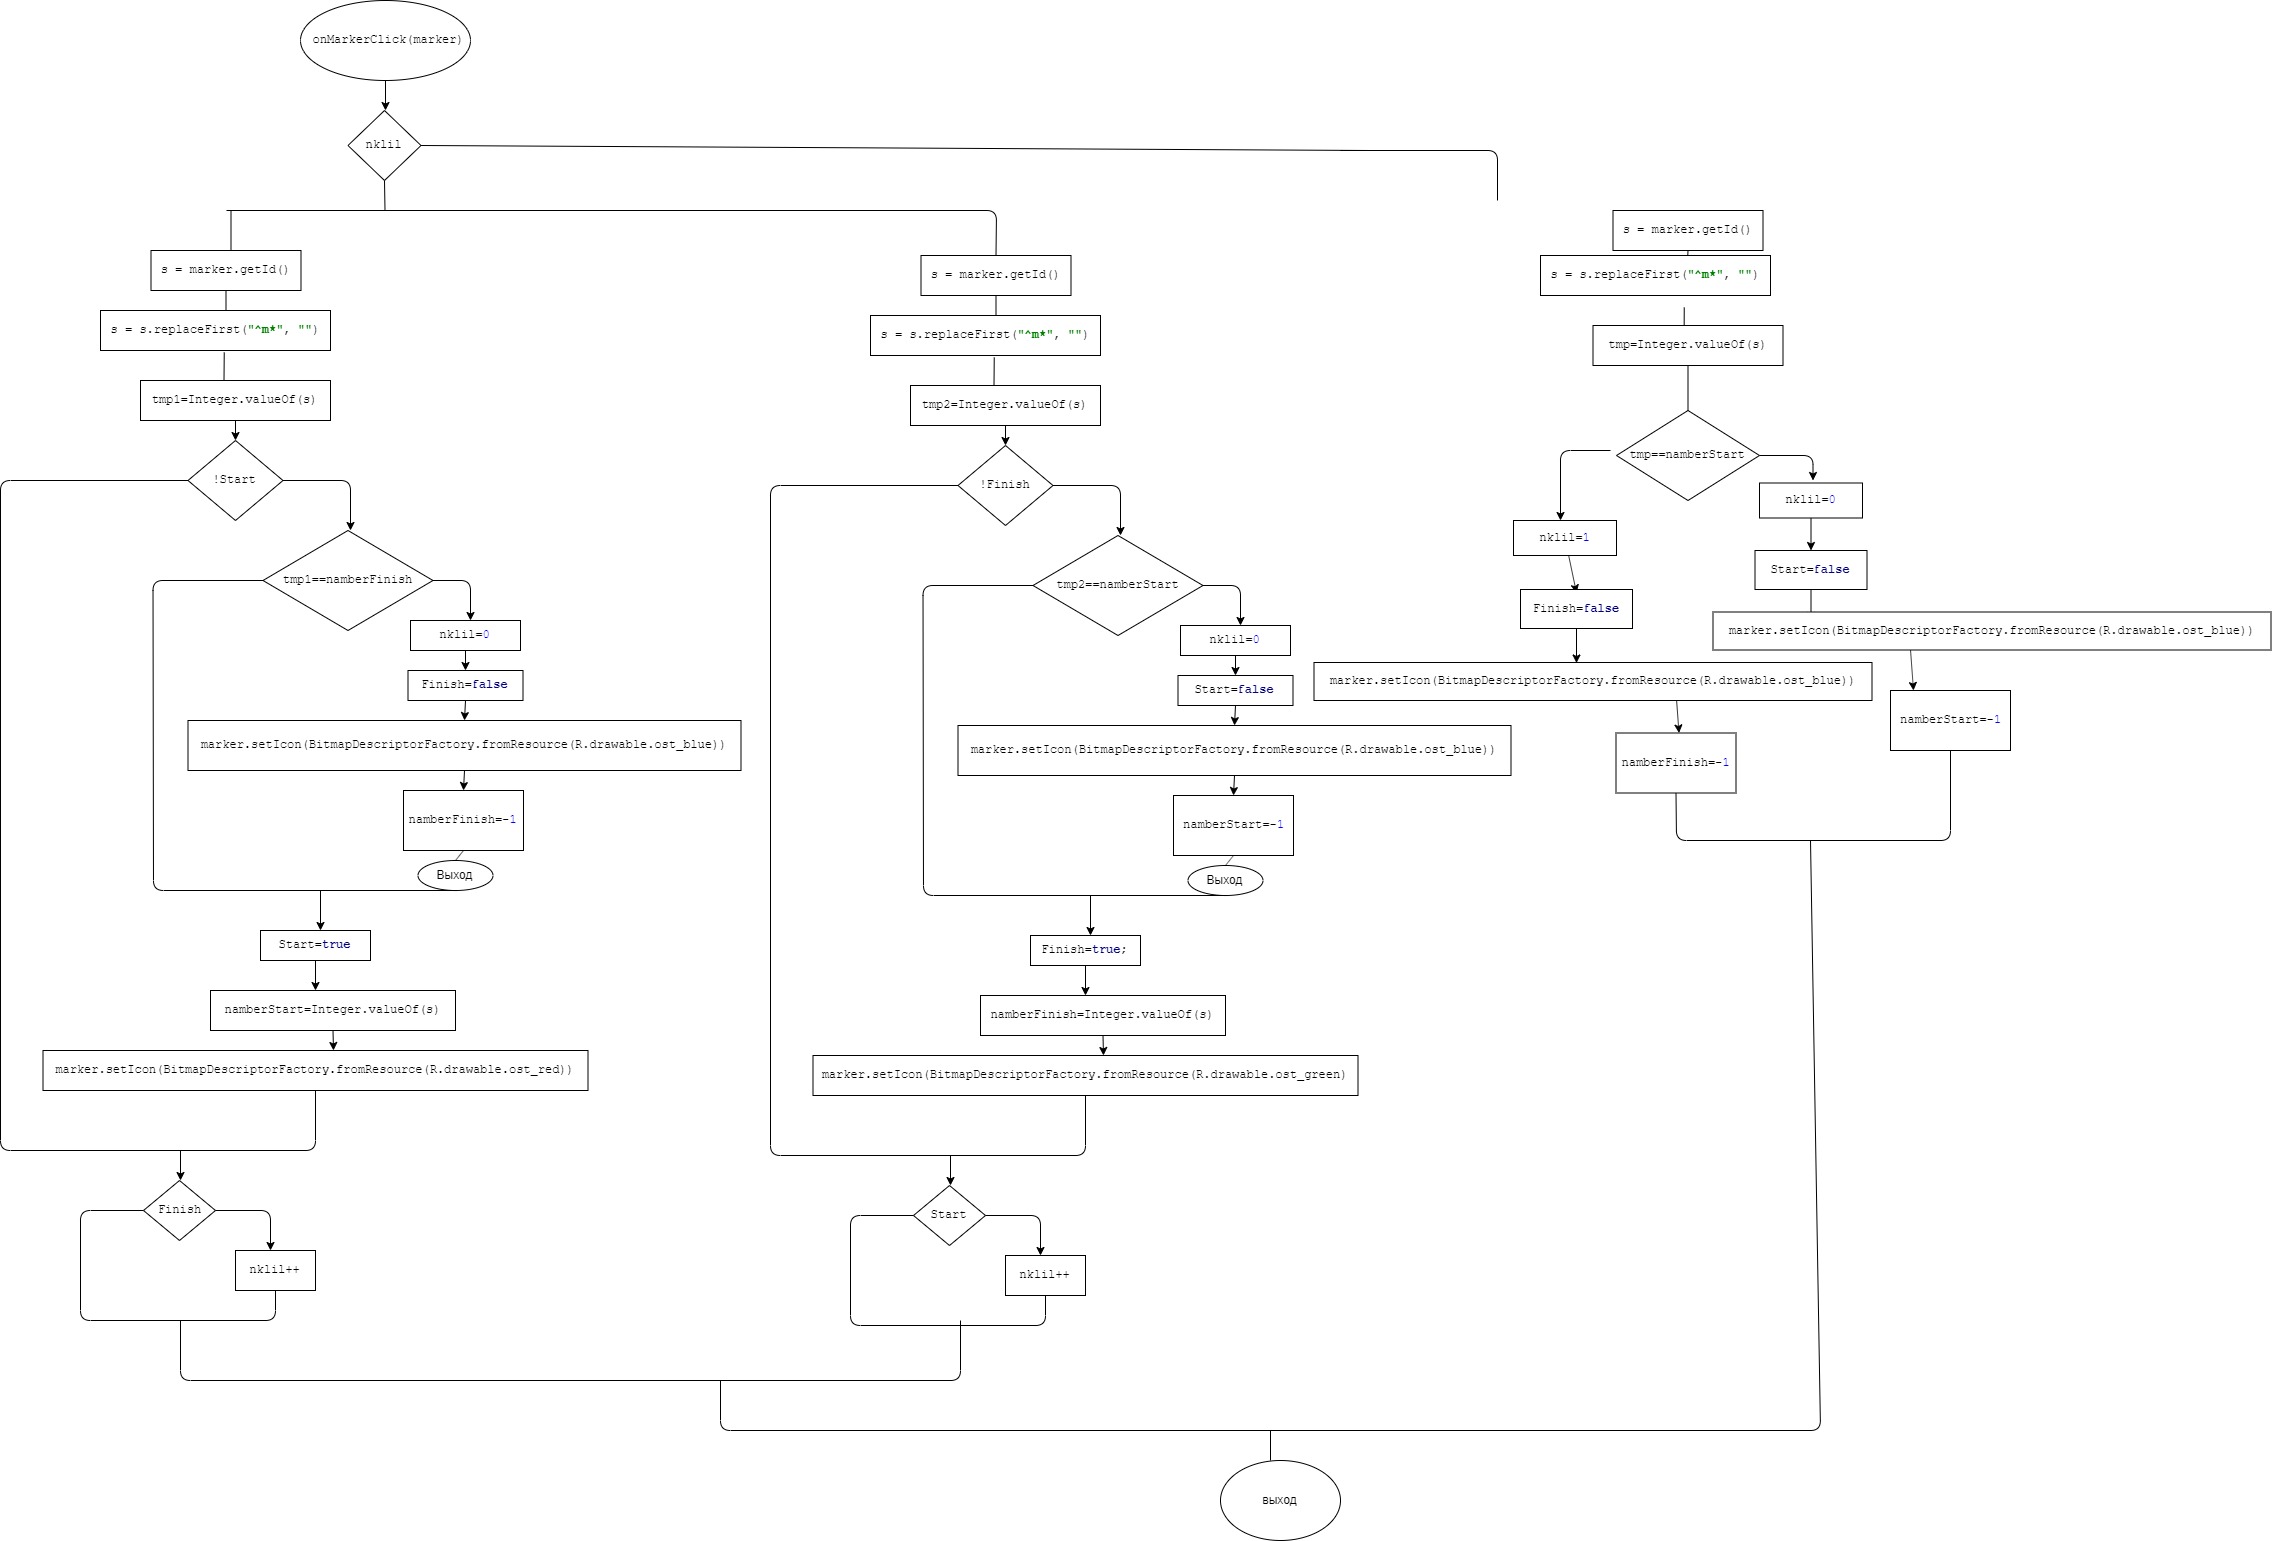 onMarkerClick(marker)
nklil
s = marker.getId()
s = s.replaceFirst("^m*", "")
tmp1=Integer.valueOf(s)
!Start
tmp1==namberFinish
nklil=0
Finish=false
marker.setIcon(BitmapDescriptorFactory.fromResource(R.drawable.ost_blue))
namberFinish=-1
Выход
Start=true
namberStart=Integer.valueOf(s)
marker.setIcon(BitmapDescriptorFactory.fromResource(R.drawable.ost_red))
Finish
nklil++
s = marker.getId()
s = s.replaceFirst("^m*", "")
tmp2=Integer.valueOf(s)
!Finish
tmp2==namberStart
nklil=0
Start=false
marker.setIcon(BitmapDescriptorFactory.fromResource(R.drawable.ost_blue))
namberStart=-1
Выход
Finish=true;
namberFinish=Integer.valueOf(s)
marker.setIcon(BitmapDescriptorFactory.fromResource(R.drawable.ost_green)
Start
nklil++
s = marker.getId()
s = s.replaceFirst("^m*", "")
tmp=Integer.valueOf(s)
tmp==namberStart
nklil=1
Finish=false
marker.setIcon(BitmapDescriptorFactory.fromResource(R.drawable.ost_blue))
namberFinish=-1
nklil=0
Start=false
marker.setIcon(BitmapDescriptorFactory.fromResource(R.drawable.ost_blue))
namberStart=-1
выход